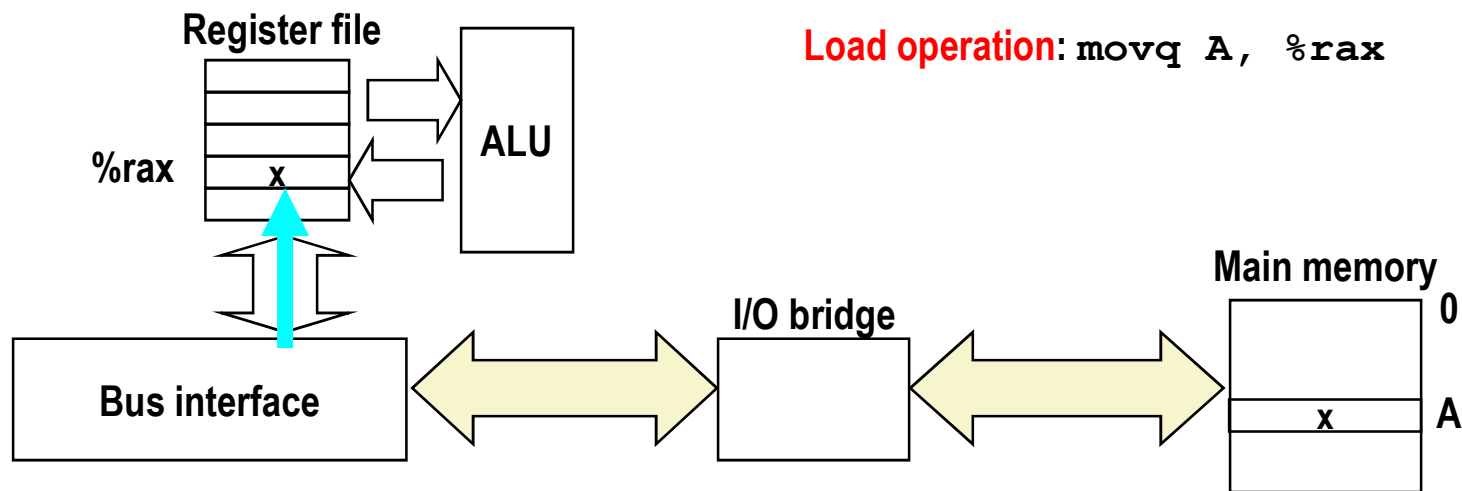 Register file
Load operation: movq A, %rax
ALU
%rax
x
Main memory
0
I/O bridge
Bus interface
x
A